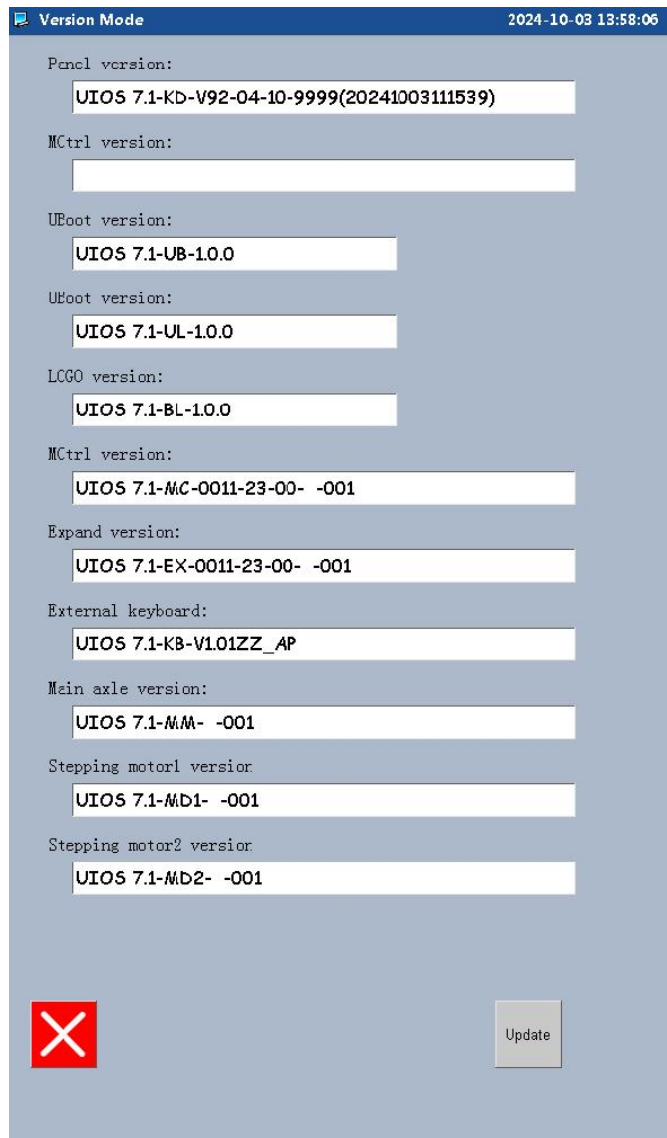 Version Mode 2024-10-03 13:58:06
Panel version:
UIOS 7.1-KD-V92-04-10-9999(20241003111539)
MCtrl version:
UBoot version:
UIOS 7.1-UB-1.0.0
UBoot version:
UIOS 7.1-UL-1.0.0
LOGO version:
UIOS 7.1-BL-1.0.0
MCtrl version:
UIOS 7.1-MC-0011-23-00- -001
Expand version:
UIOS 7.1-EX-0011-23-00- -001
External keyboard:
UIOS 7.1-KB-V1.01ZZ_AP
Main axle version:
UIOS 7.1-MM- -001
Stepping motor1 version
UIOS 7.1-MD1- -001
Stepping motor2 version
UIOS 7.1-MD2- -001
Update